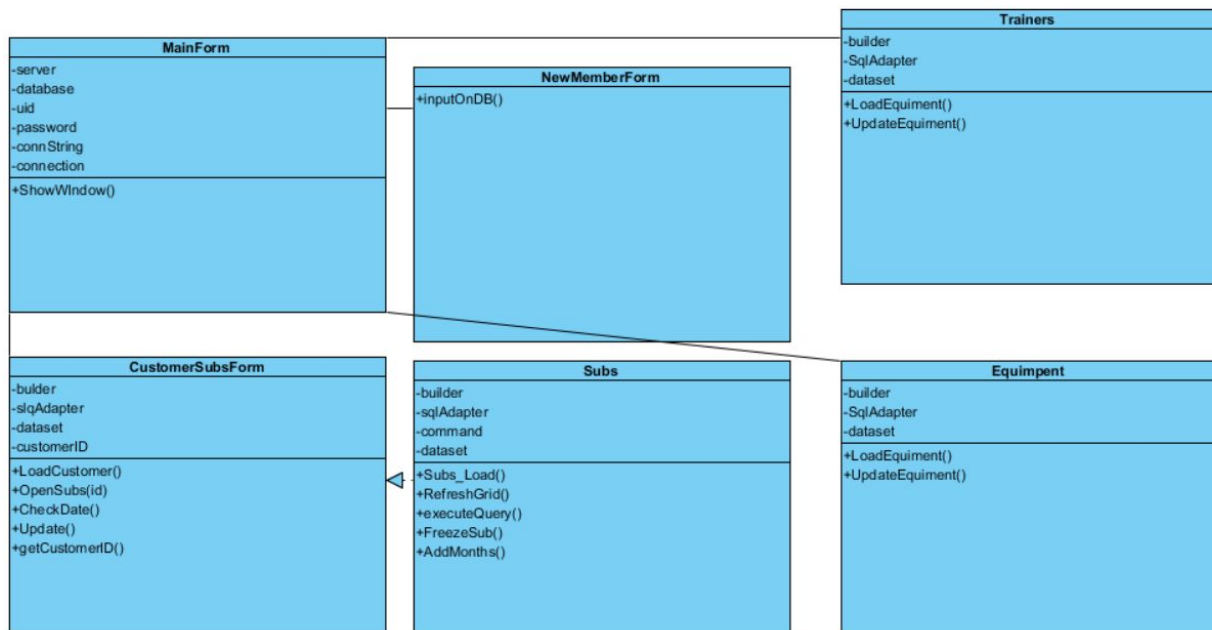 MainForm
-server
-database
-uid
-password
-connString
-connection
+ShowWIndow()
NewMemberForm
+inputOnDB()
Trainers
-builder
-SqlAdapter
-dataset
+LoadEquiment()
+UpdateEquiment()
CustomerSubsForm
-bulder
-slqAdapter
-dataset
-customerID
+LoadCustomer()
+OpenSubs(id)
+CheckDate()
+Update()
+getCustomerID()
Subs
-builder
-sqlAdapter
-command
-dataset
+Subs_Load()
+RefreshGrid()
+executeQuery()
+FreezeSub()
+AddMonths()
Equimpent
-builder
-SqlAdapter
-dataset
+LoadEquiment()
+UpdateEquiment()